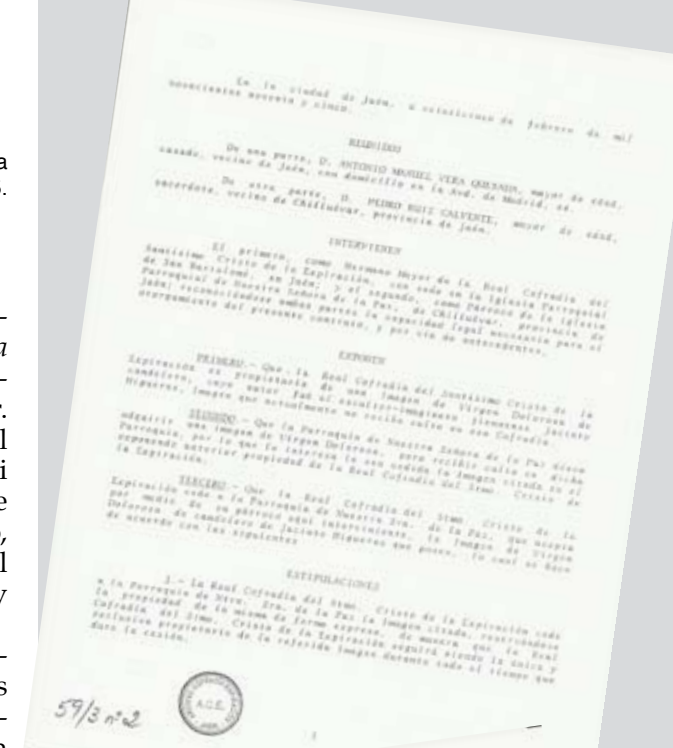 En la ciudad de Jaén, a catalorce de febrero de mil
novecientos noventa y cinco.
REUNIDOS
De una parte, D. ANTONIO MANUEL VERA QUESADA, mayor de edad,
casado, vecino de Jaén, con domicilio en la Avd. de Madrid,
De otra parte, D. PEDRO RUIZ CALVENTE, mayor de edad,
sacerdote, vecino de Chilluévar, provincia de Jaén.
INTERVIENEN
El primero, como Hermano Mayor de la Real Cofradía del
Santísimo Cristo de la Expiración, con sede en la Iglesia Parroquial
de San Bartolomé, en Jaén; y el segundo, como Párroco de la iglesia
Parroquial de Nuestra Señora de la Paz, de Chilluévar, provincia de
Jaén; reconociéndose ambas partes la capacidad legal necesaria para el
otorgamiento del presente contrato, y por vía de antecedentes,
EXPONEN
PRIMERO.- Que la Real Cofradía del Santísimo Cristo de la
Expiración es propietaria de una Imagen de Virgen Dolorosa de
candelero, cuyo autor fué el escultor-imaginero jiennense Jacinto
Higueras, Imagen que actualmente no recibe culto en esa Cofradía.
SEGUNDO.- Que la Parroquia de Nuestra Señora de la Paz desea
adquirir una imagen de Virgen Dolorosa, para recibir culto en dicha
Parroquia, por lo que le interesa le sea cedida la Imagen citada en el
exponendo anterior propiedad de la Real Cofradía del Stmo. Cristo de
la Expiración.
TERCERO.- Que la Real Cofradía del Stmo. Cristo de la
Expiración cede a la Parroquia de Nuestra Sra. de la Paz, que acepta
por medio de su párroco aquí interviniente, la Imagen de Virgen
Dolorosa de candelero de Jacinto Higueras que posee, lo cual se hace
de acuerdo con las siguientes
ESTIPULACIONES
1.- La Real Cofradía del Stmo. Cristo de la Expiración cede
a la Parroquia de Ntra. Sra. de la Paz la Imagen citada,
la propiedad de la misma de forma expresa, de manera que la Real
Cofradía del Stmo. Cristo de la Expiración seguirá siendo la única y
exclusiva propietaria de la referida Imagen durante todo el tiempo que
dure la cesión.
A.C.E.
59/3 nº 2
1